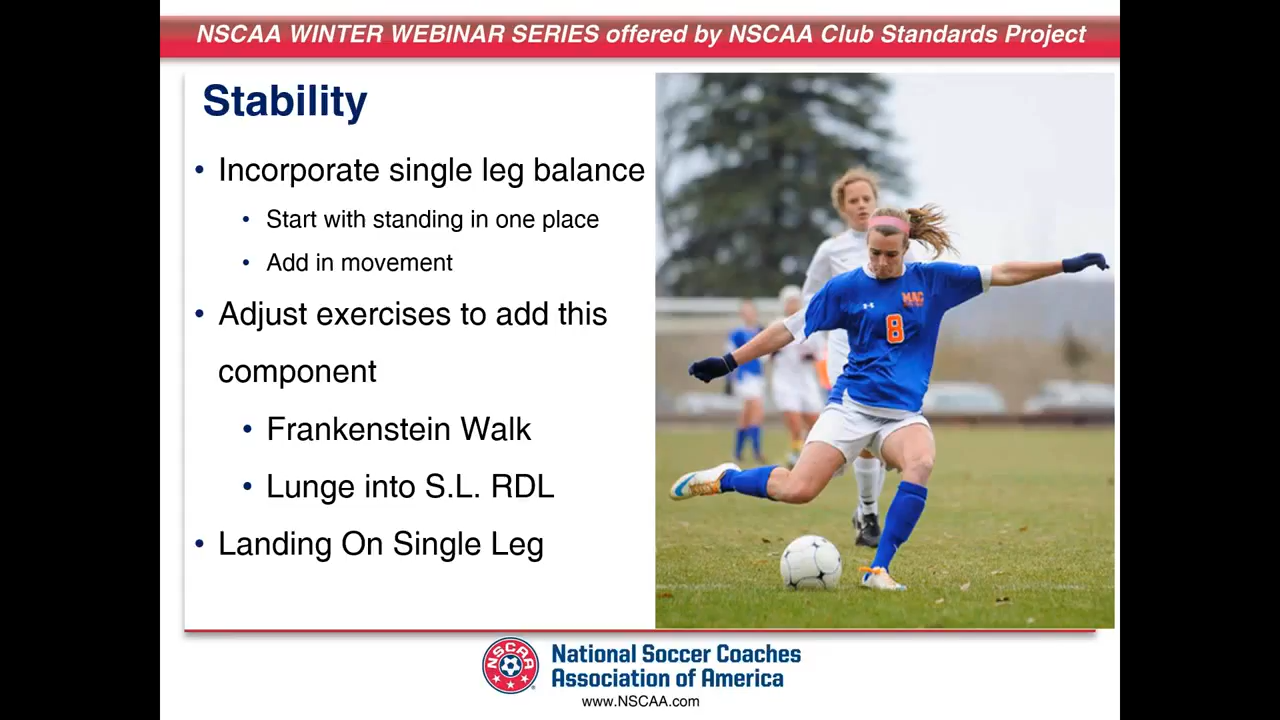 NSCAA WINTER WEBINAR SERIES offered by NSCAA Club Standards Project
Stability
• Incorporate single leg balance
• Start with standing in one place
• Add in movement
• Adjust exercises to add this
component
• Frankenstein Walk
• Lunge into S.L. RDL
• Landing On Single Leg
8
NSCAA
National Soccer Coaches
Association of America
www.NSCAA.com